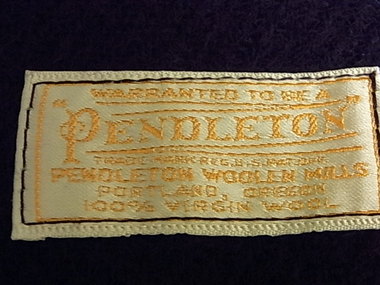 WARRANTED TO BE A
"PENDLETON"
TRADE MARK REG. U.S. PAT. OFF.
PENDLETON WOOLEN MILLS
PORTLAND, OREGON
100% VIRGIN WOOL